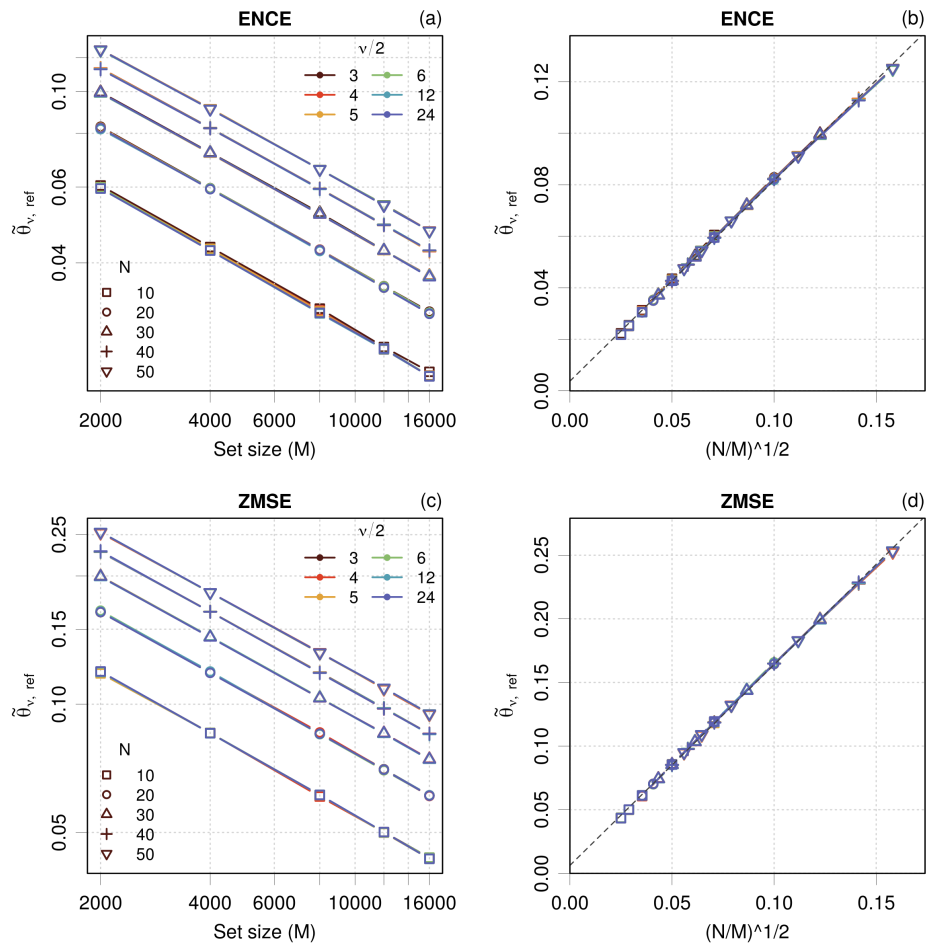 ENCE (a)
ν/2
3 6
4 12
5 24
0.10
0.06
0.04
θ̃ν, ref
N
10
20
30
40
50
2000 4000 6000 10000 16000
Set size (M)
ENCE (b)
0.12
0.08
0.04
0.00
θ̃ν, ref
0.00 0.05 0.10 0.15
(N/M)^1/2
ZMSE (c)
ν/2
3 6
4 12
5 24
0.25
0.15
0.10
0.05
θ̃ν, ref
N
10
20
30
40
50
2000 4000 6000 10000 16000
Set size (M)
ZMSE (d)
0.25
0.20
0.15
0.10
0.05
0.00
θ̃ν, ref
0.00 0.05 0.10 0.15
(N/M)^1/2